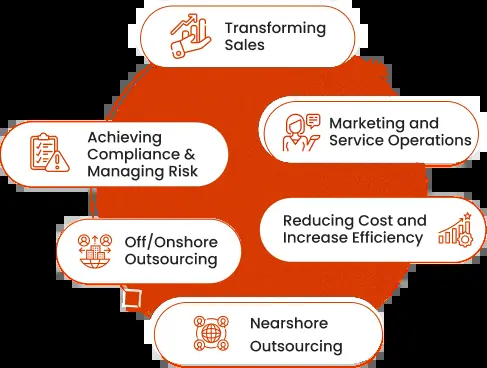 Transforming
Sales
Achieving
Compliance &
Managing Risk
Marketing and
Service Operations
Off/Onshore
Outsourcing
Reducing Cost and
Increase Efficiency
Nearshore
Outsourcing